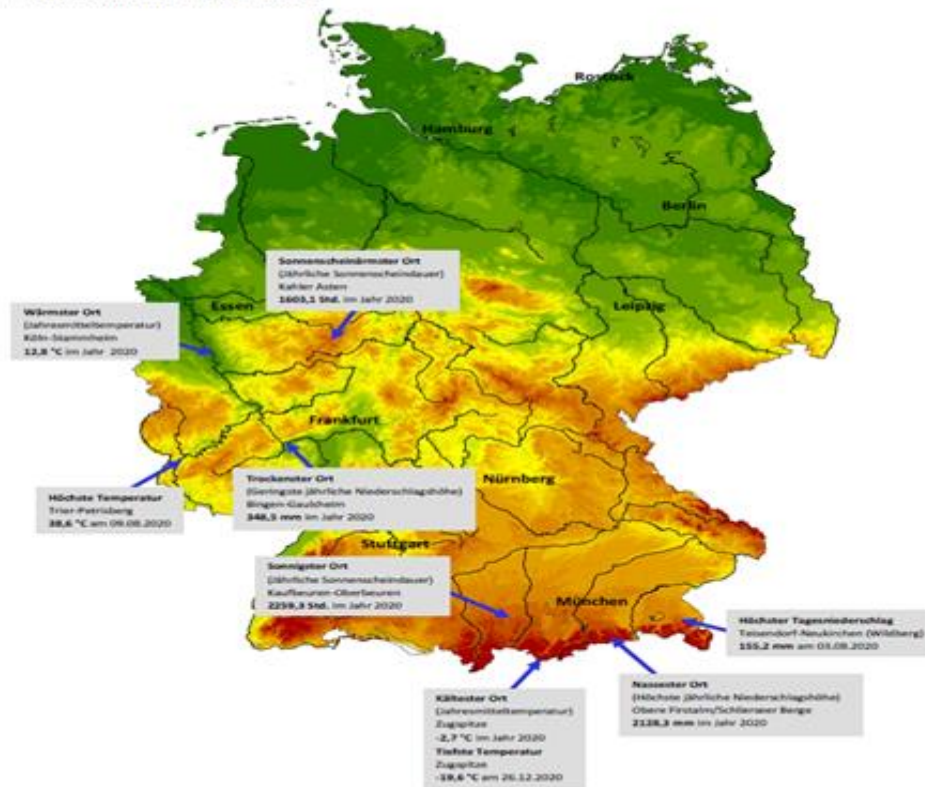 Rostock
Hamburg
Berlin
Sonnenscheinärmster Ort
(Jährliche Sonnenscheindauer)
Kahler Asten
1603,1 Std. im Jahr 2020
Essen
Leipzig
Wärmster Ort
(Jahresmitteltemperatur)
Köln-Stammheim
12,8 °C im Jahr 2020
Frankfurt
Höchste Temperatur
Trier-Petrisberg
38,6 °C am 09.08.2020
Trockenster Ort
(Geringste jährliche Niederschlagshöhe)
Bingen-Gaulsheim
348,5 mm im Jahr 2020
Nürnberg
Stuttgart
Sonnigster Ort
(Jährliche Sonnenscheindauer)
Kaufbeuren-Oberbeuren
2259,3 Std. im Jahr 2020
München
Höchster Tagesniederschlag
Teisendorf-Neukirchen (Wildberg)
155,2 mm am 03.08.2020
Kältester Ort
(Jahresmitteltemperatur)
Zugspitze
-2,7 °C im Jahr 2020
Tiefste Temperatur
Zugspitze
-19,6 °C am 26.12.2020
Nassester Ort
(Höchste jährliche Niederschlagshöhe)
Obere Firstalm/Schlierseer Berge
2128,3 mm im Jahr 2020